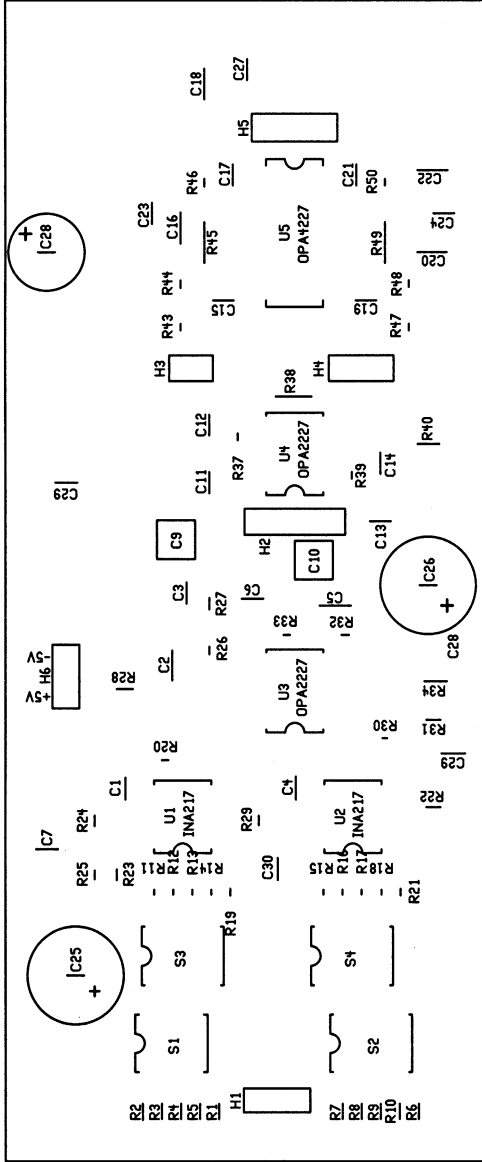 C18
C27
H5
R46
C17
C21
R50
C22
C23
C16
R45
U5
OPA4227
R49
C24
C20
+
C28
R44
R48
C15
C19
R43
R47
H3
H4
R38
C12
R37
U4
OPA2227
R40
C11
R39
C14
C29
C9
H2
C10
C13
C3
R27
C6
C5
C26
+
R33
R32
C28
R26
C2
-5V
H6
+5V
R28
U3
OPA2227
R34
R31
R30
R20
C29
C1
C4
R22
R24
U1
INA217
R29
U2
INA217
C7
R25
R23
R11
R12
R13
R14
C30
R15
R16
R17
R18
R19
R21
C25
+
S3
S4
S1
S2
R2
R3
R4
R5
R1
H1
R7
R8
R9
R10
R6